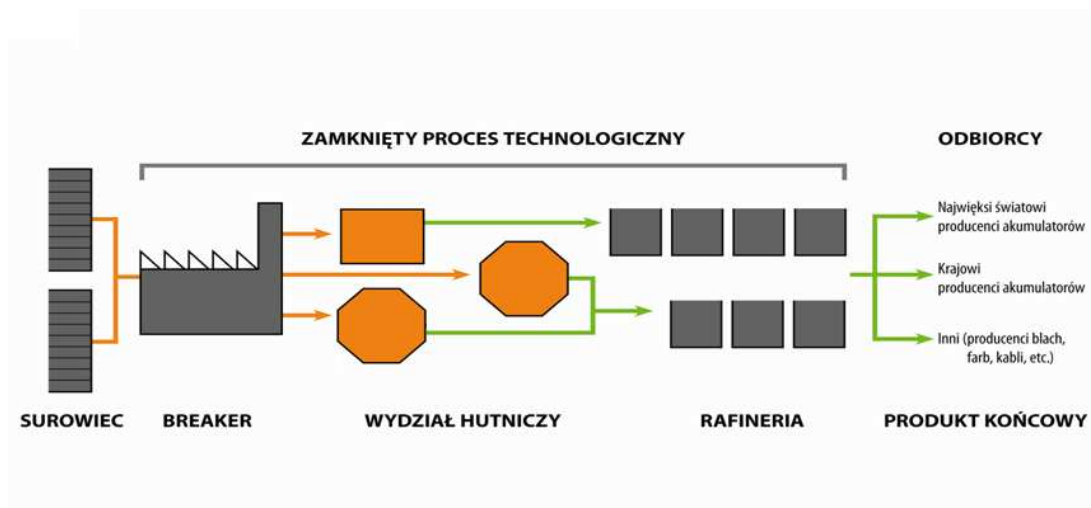 ZAMKNIĘTY PROCES TECHNOLOGICZNY
ODBIORCY
Najwięksi światowi
producenci akumulatorów
Krajowi
producenci akumulatorów
Inni (producenci blach,
farb, kabli, etc.)
SUROWIEC
BREAKER
WYDZIAŁ HUTNICZY
RAFINERIA
PRODUKT KOŃCOWY